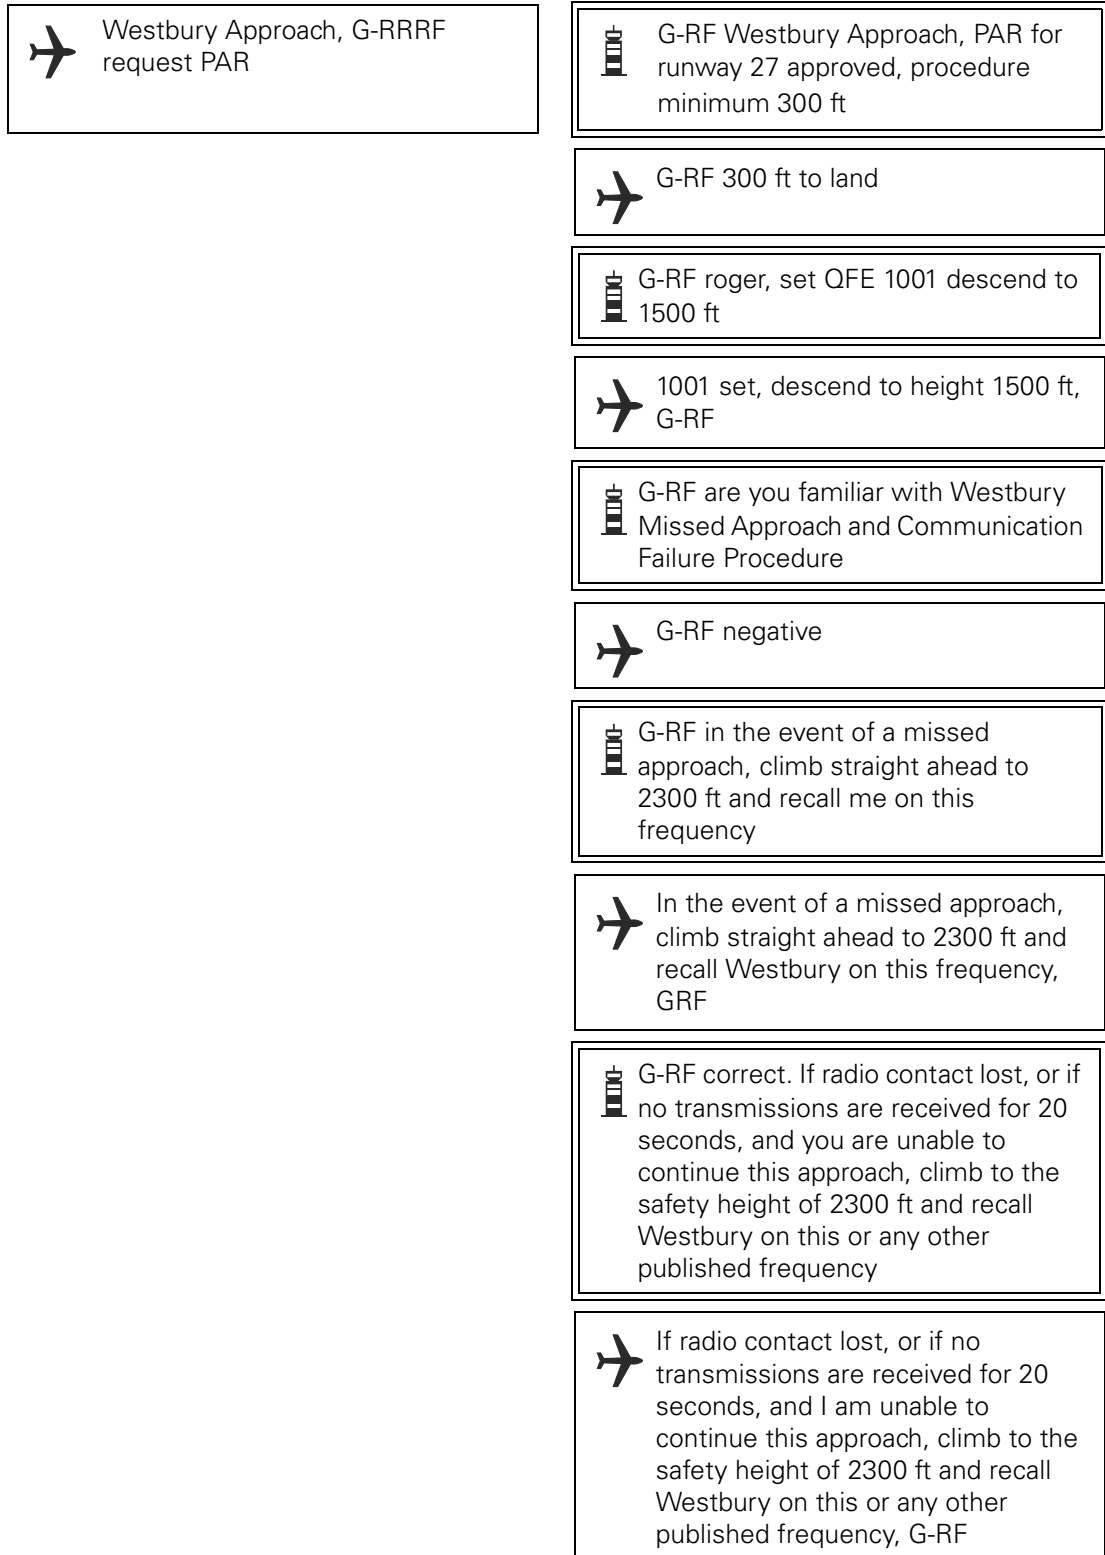 Westbury Approach, G-RRRF
request PAR
G-RF Westbury Approach, PAR for
runway 27 approved, procedure
minimum 300 ft
G-RF 300 ft to land
G-RF roger, set QFE 1001 descend to
1500 ft
1001 set, descend to height 1500 ft,
G-RF
G-RF are you familiar with Westbury
Missed Approach and Communication
Failure Procedure
G-RF negative
G-RF in the event of a missed
approach, climb straight ahead to
2300 ft and recall me on this
frequency
In the event of a missed approach,
climb straight ahead to 2300 ft and
recall Westbury on this frequency,
GRF
G-RF correct. If radio contact lost, or if
no transmissions are received for 20
seconds, and you are unable to
continue this approach, climb to the
safety height of 2300 ft and recall
Westbury on this or any other
published frequency
If radio contact lost, or if no
transmissions are received for 20
seconds, and I am unable to
continue this approach, climb to the
safety height of 2300 ft and recall
Westbury on this or any other
published frequency, G-RF